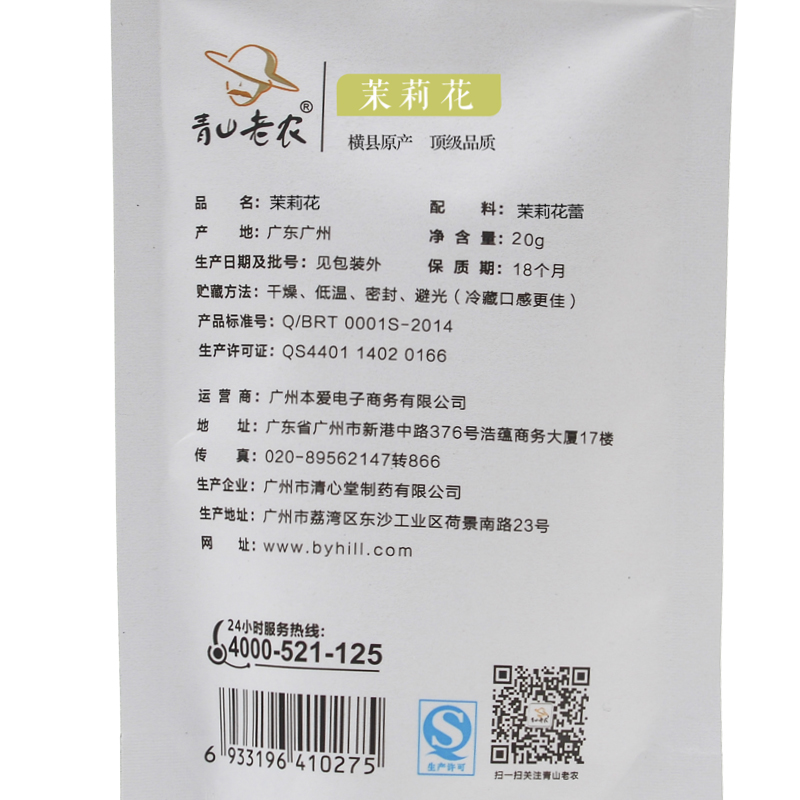 青山老农®
茉莉花
横县原产 顶级品质
品 名：茉莉花 配 料：茉莉花蕾
产 地：广东广州 净含量：20g
生产日期及批号：见包装外 保质期：18个月
贮藏方法：干燥、低温、密封、避光（冷藏口感更佳）
产品标准号：Q/BRT 0001S-2014
生产许可证：QS4401 1402 0166
运营商：广州本爱电子商务有限公司
地 址：广东省广州市新港中路376号浩蕴商务大厦17楼
传 真：020-89562147转866
生产企业：广州市清心堂制药有限公司
生产地址：广州市荔湾区东沙工业区荷景南路23号
网 址：www.byhill.com
24小时服务热线：
4000-521-125
6 933196 410275
生产许可
扫一扫关注青山老农